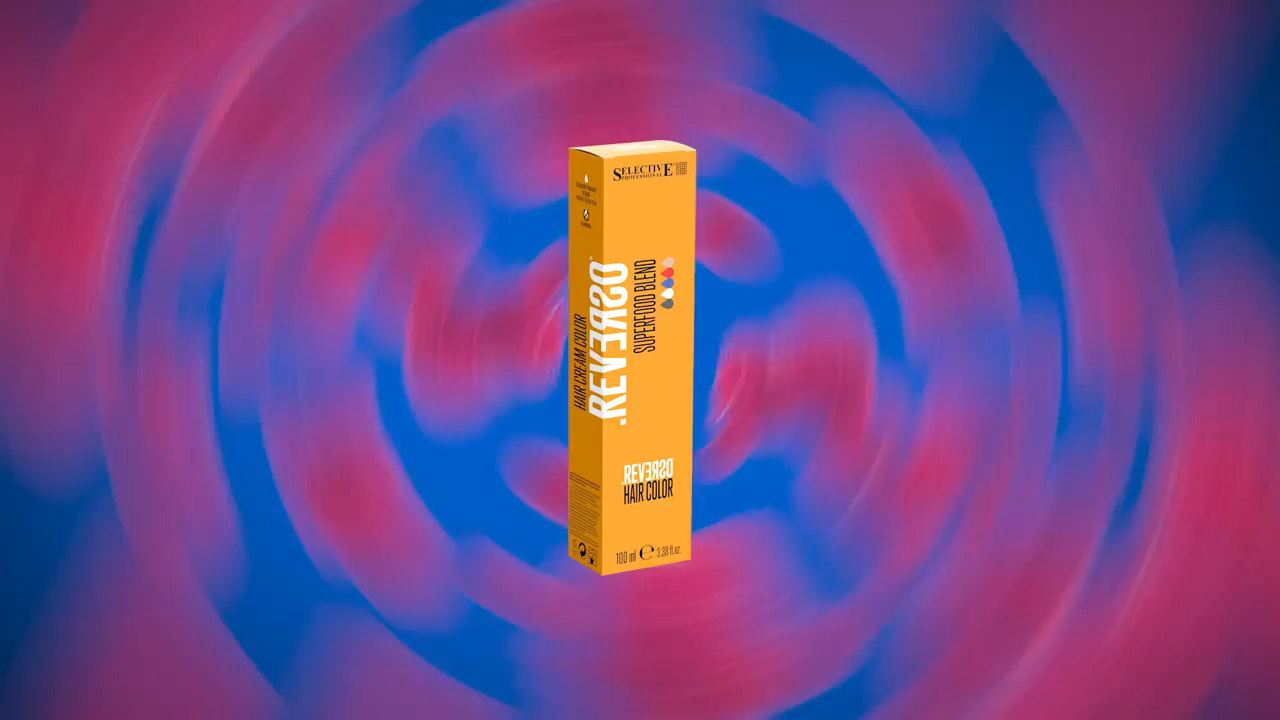 SELECTIVE
PROFESSIONAL
HAIR CREAM COLOR
.REVERSO
SUPERFOOD BLEND
.REVERSO
HAIR COLOR
100 ml e 3,38 fl.oz.